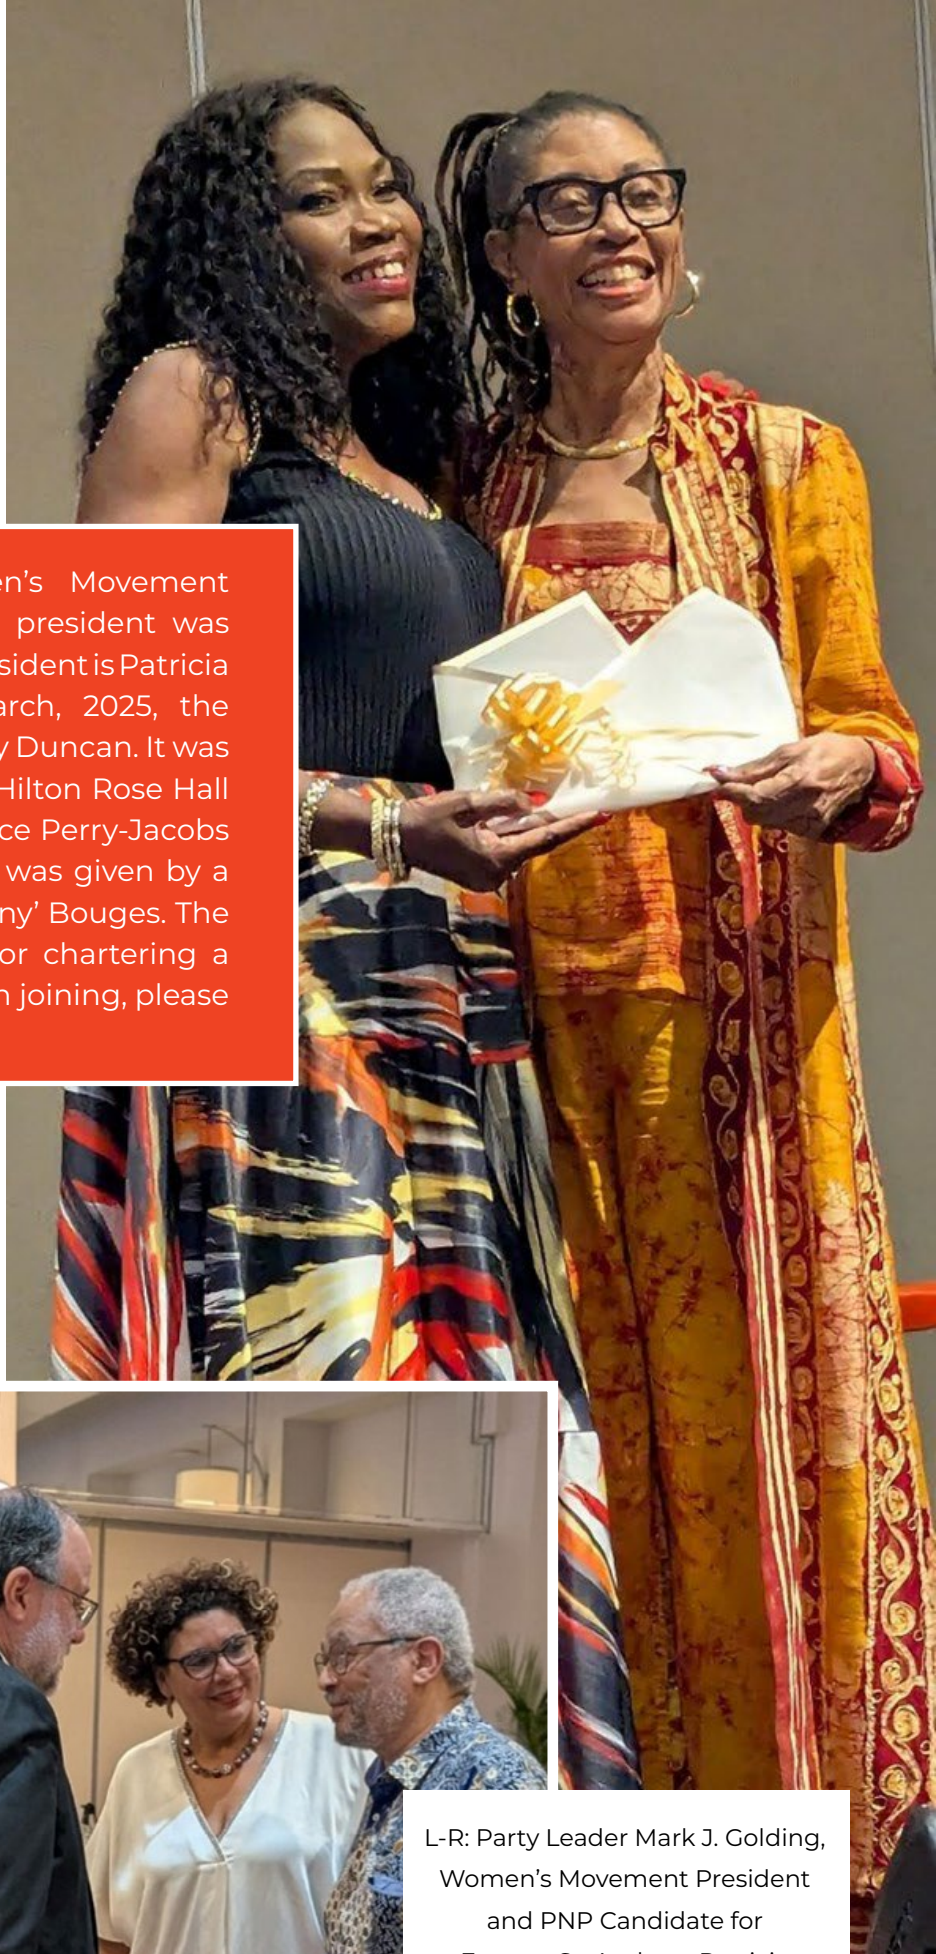 en’s Movement
president was
sident is Patricia
arch, 2025, the
y Duncan. It was
Hilton Rose Hall
ce Perry-Jacobs
was given by a
ny’ Bouges. The
or chartering a
n joining, please
L-R: Party Leader Mark J. Golding,
Women’s Movement President
and PNP Candidate for